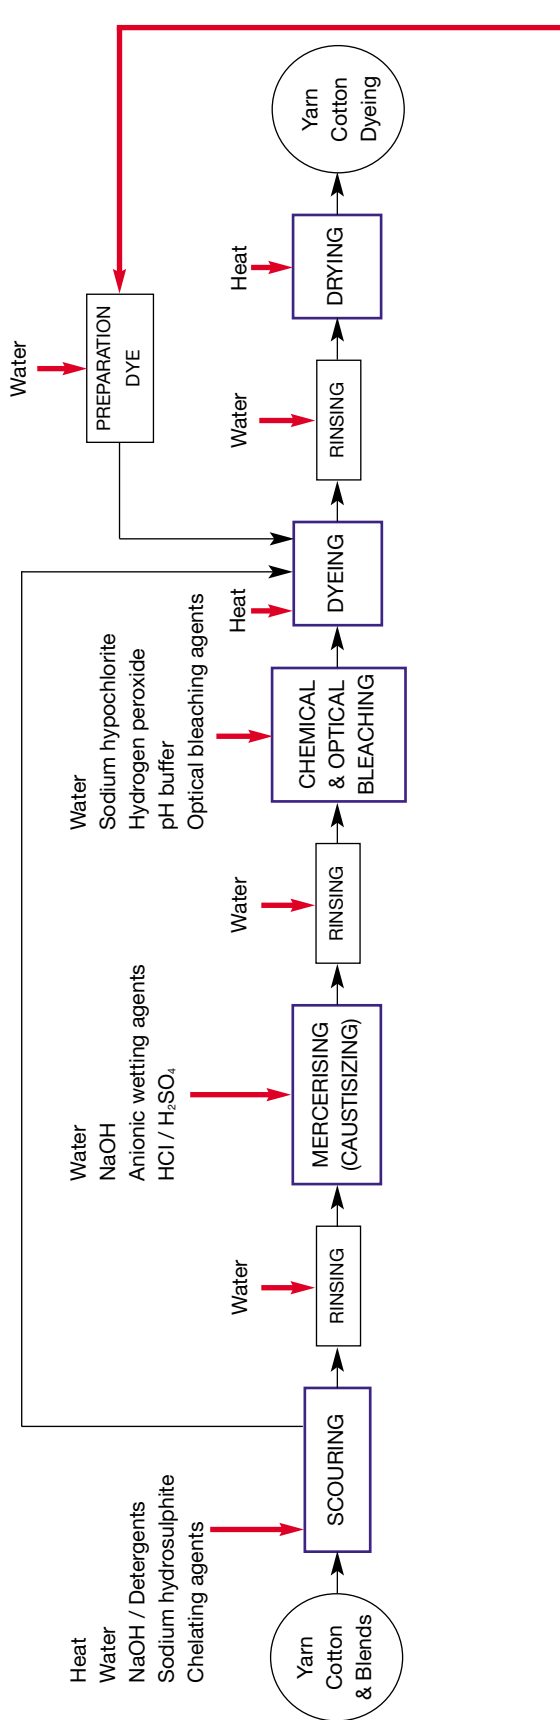 Yarn
Cotton
& Blends
Heat
Water
NaOH / Detergents
Sodium hydrosulphite
Chelating agents
SCOURING
Water
RINSING
Water
NaOH
Anionic wetting agents
HCl / H₂SO₄
MERCERISING
(CAUSTISIZING)
Water
RINSING
Water
Sodium hypochlorite
Hydrogen peroxide
pH buffer
Optical bleaching agents
CHEMICAL
& OPTICAL
BLEACHING
Heat
DYEING
Water
PREPARATION
DYE
Water
RINSING
Heat
DRYING
Yarn
Cotton
Dyeing